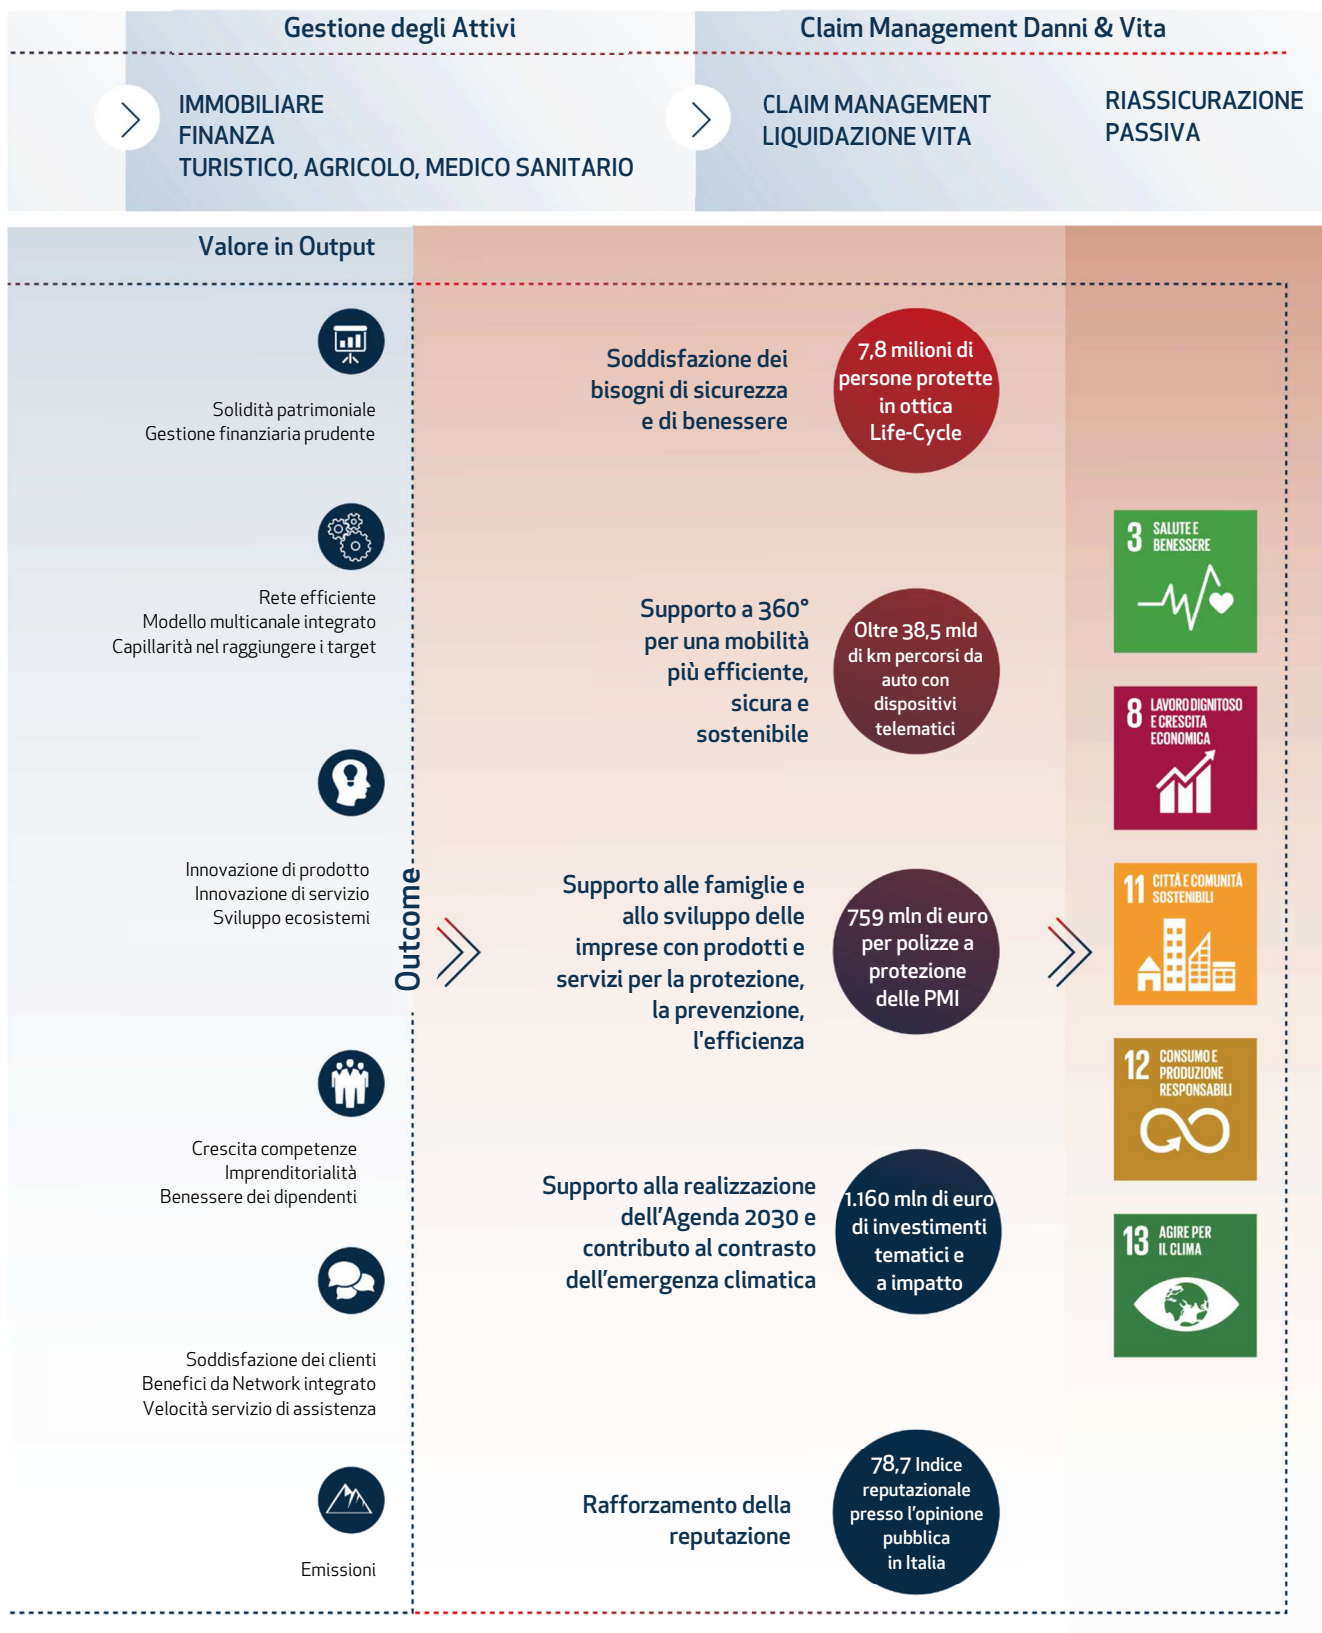 Gestione degli Attivi
Claim Management Danni & Vita
IMMOBILIARE
FINANZA
TURISTICO, AGRICOLO, MEDICO SANITARIO
CLAIM MANAGEMENT
LIQUIDAZIONE VITA
RIASSICURAZIONE
PASSIVA
Valore in Output
Solidità patrimoniale
Gestione finanziaria prudente
Rete efficiente
Modello multicanale integrato
Capillarità nel raggiungere i target
Innovazione di prodotto
Innovazione di servizio
Sviluppo ecosistemi
Crescita competenze
Imprenditorialità
Benessere dei dipendenti
Soddisfazione dei clienti
Benefici da Network integrato
Velocità servizio di assistenza
Emissioni
Outcome
Soddisfazione dei
bisogni di sicurezza
e di benessere
7,8 milioni di
persone protette
in ottica
Life-Cycle
Supporto a 360°
per una mobilità
più efficiente,
sicura e
sostenibile
Oltre 38,5 mld
di km percorsi da
auto con
dispositivi
telematici
Supporto alle famiglie e
allo sviluppo delle
imprese con prodotti e
servizi per la protezione,
la prevenzione,
l'efficienza
759 mln di euro
per polizze a
protezione
delle PMI
Supporto alla realizzazione
dell’Agenda 2030 e
contributo al contrasto
dell’emergenza climatica
1.160 mln di euro
di investimenti
tematici e
a impatto
Rafforzamento della
reputazione
78,7 Indice
reputazionale
presso l’opinione
pubblica
in Italia
3 SALUTE E
BENESSERE
8 LAVORO DIGNITOSO
E CRESCITA
ECONOMICA
11 CITTÀ E COMUNITÀ
SOSTENIBILI
12 CONSUMO E
PRODUZIONE
RESPONSABILI
13 AGIRE PER
IL CLIMA